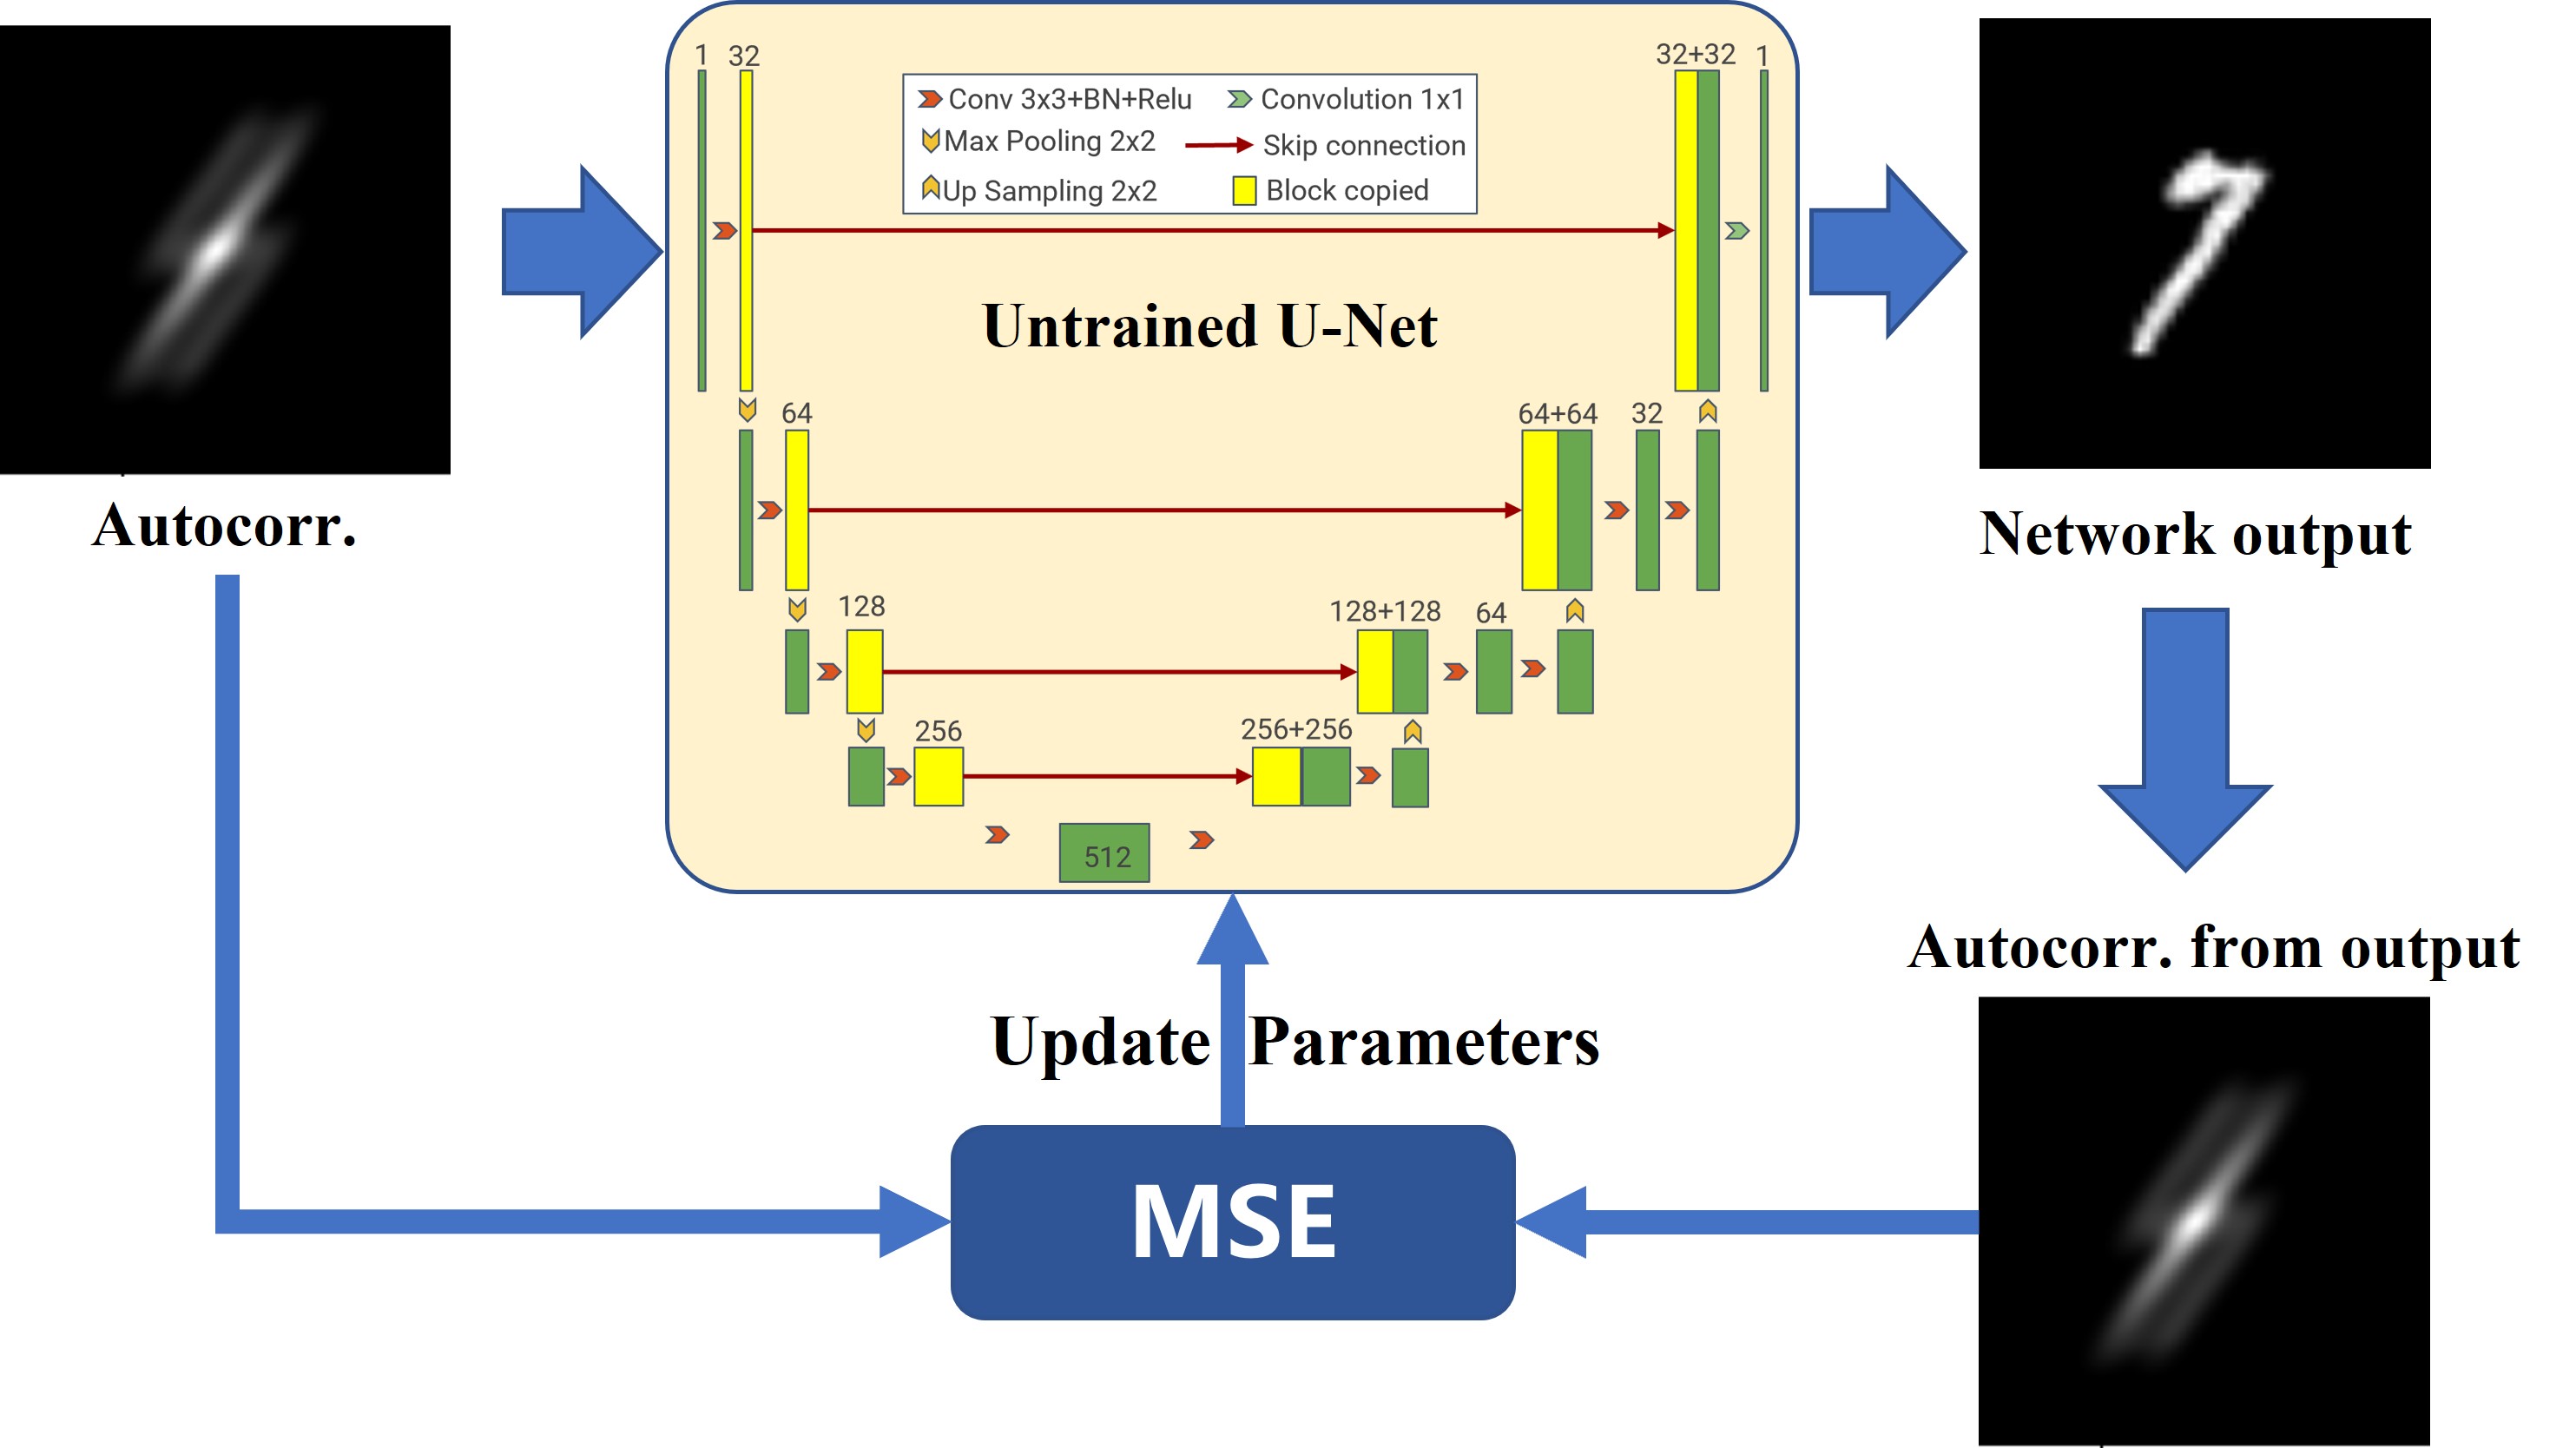 1
32
32+32
1
Conv 3x3+BN+Relu
Convolution 1x1
Max Pooling 2x2
Skip connection
Up Sampling 2x2
Block copied
Untrained U-Net
64
64+64
32
128
128+128
64
256
256+256
512
Autocorr.
Network output
Autocorr. from output
Update Parameters
MSE